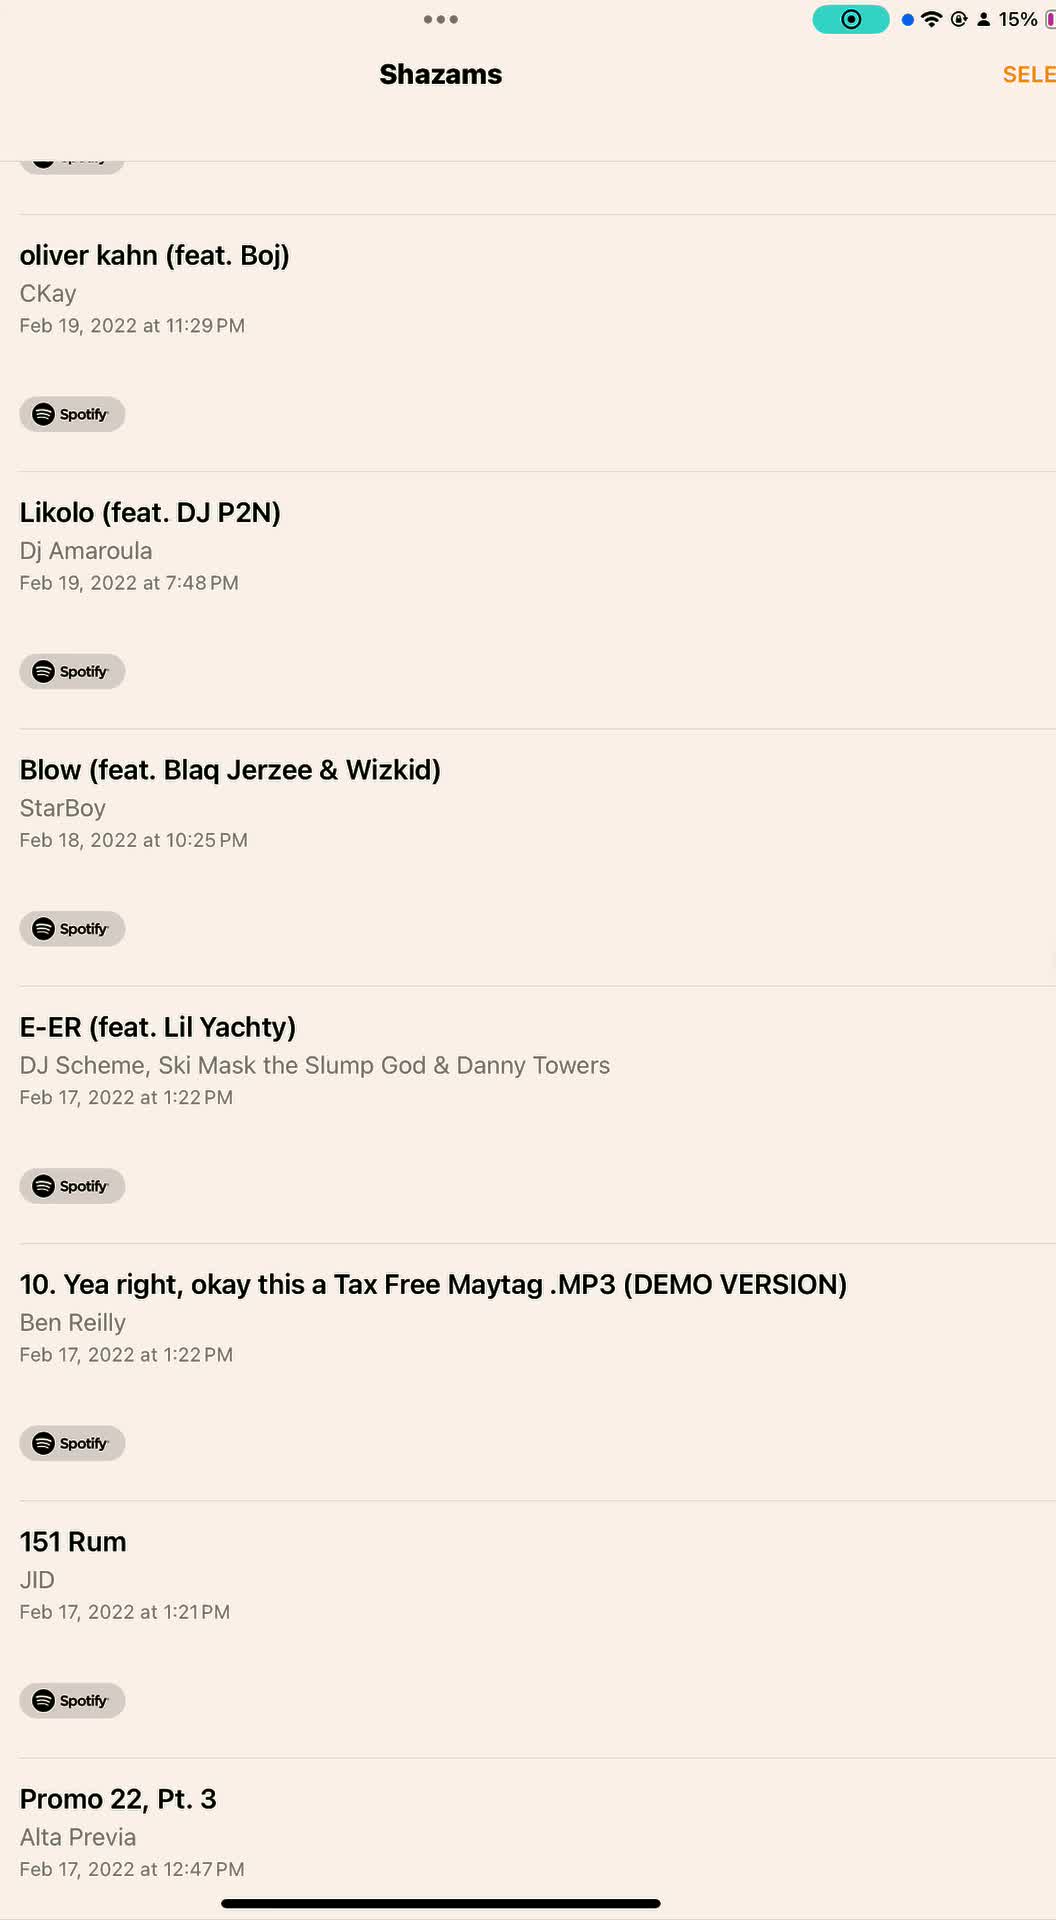 15%
Shazams
SELE
Spotify
oliver kahn (feat. Boj)
CKay
Feb 19, 2022 at 11:29 PM
Spotify
Likolo (feat. DJ P2N)
Dj Amaroula
Feb 19, 2022 at 7:48 PM
Spotify
Blow (feat. Blaq Jerzee & Wizkid)
StarBoy
Feb 18, 2022 at 10:25 PM
Spotify
E-ER (feat. Lil Yachty)
DJ Scheme, Ski Mask the Slump God & Danny Towers
Feb 17, 2022 at 1:22 PM
Spotify
10. Yea right, okay this a Tax Free Maytag .MP3 (DEMO VERSION)
Ben Reilly
Feb 17, 2022 at 1:22 PM
Spotify
151 Rum
JID
Feb 17, 2022 at 1:21 PM
Spotify
Promo 22, Pt. 3
Alta Previa
Feb 17, 2022 at 12:47 PM